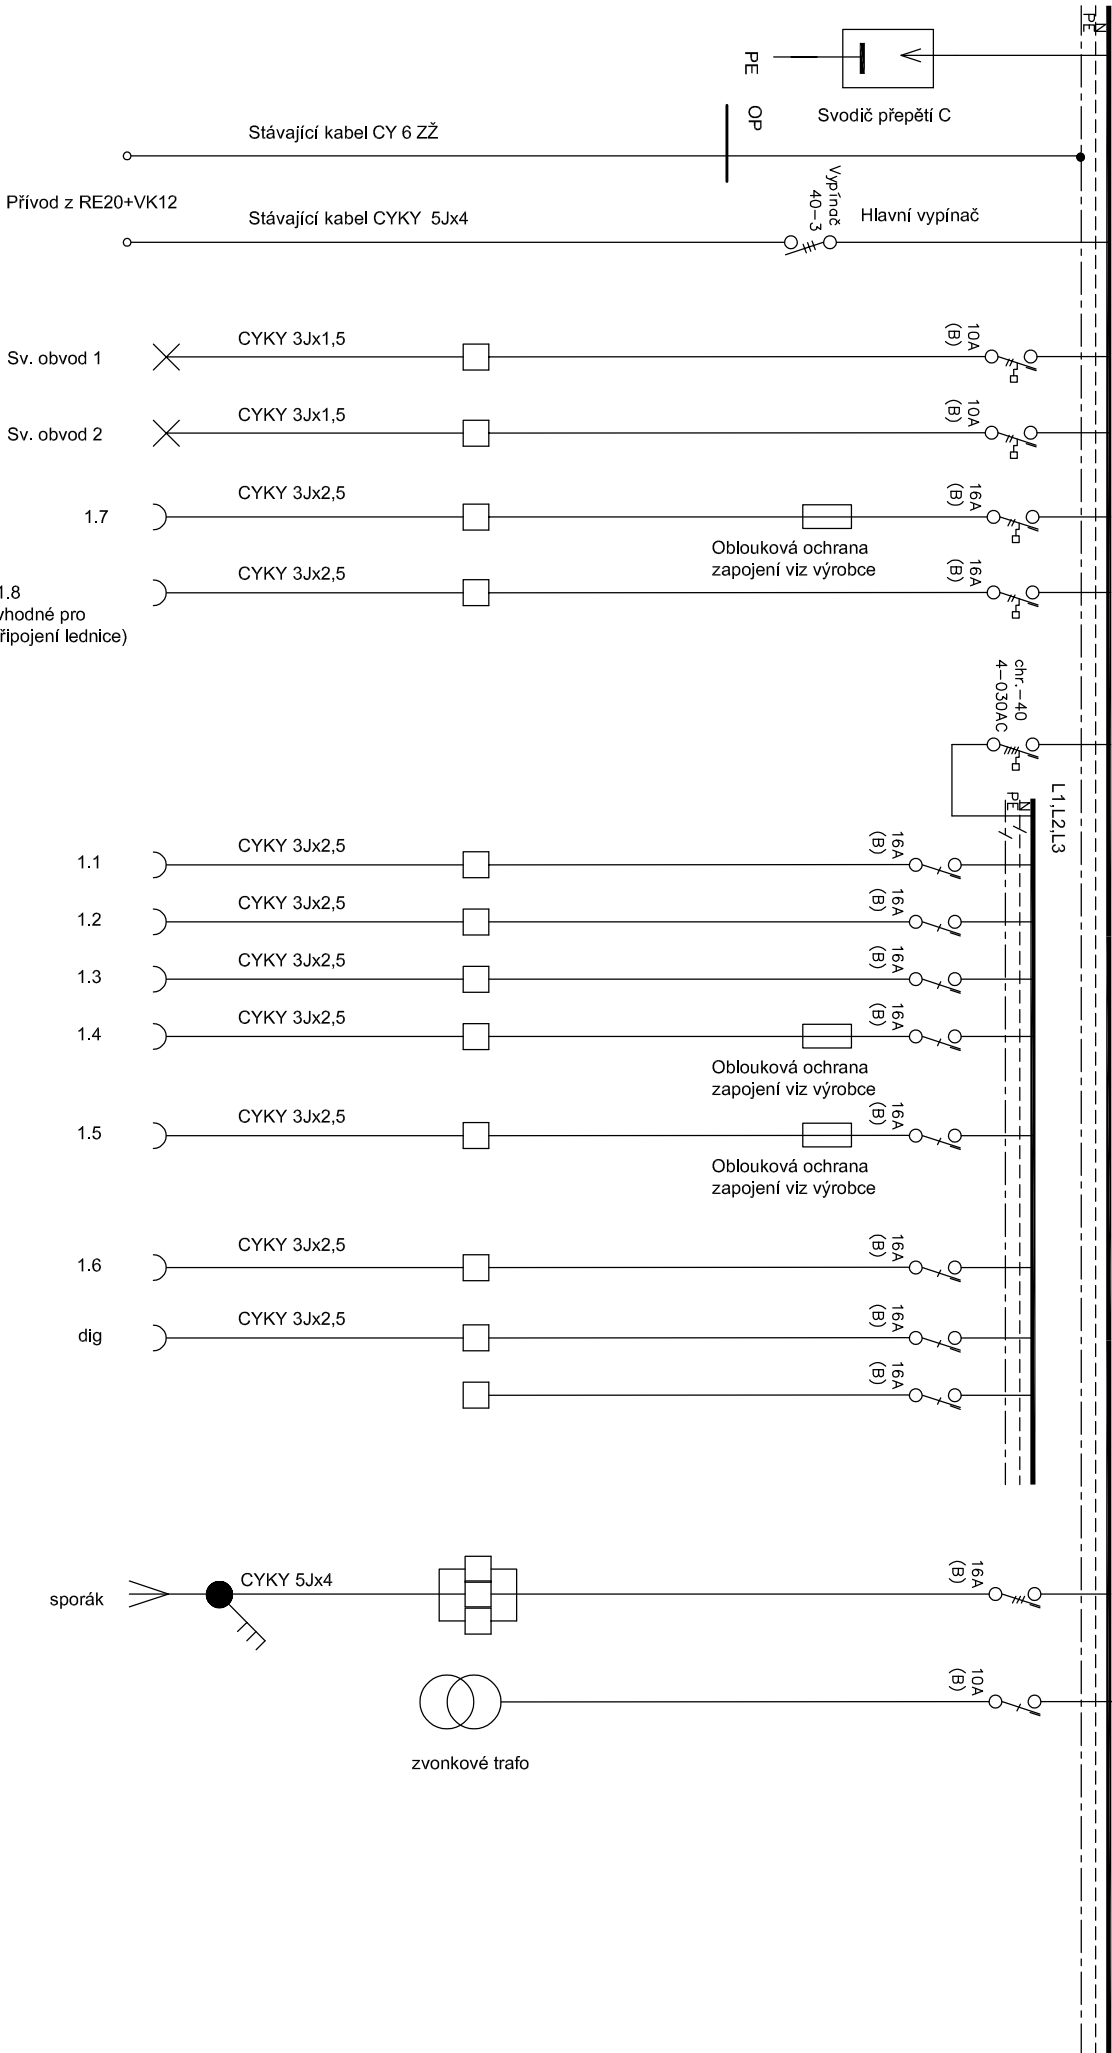 PE
N
PE
Svodič přepětí C
OP
Stávající kabel CY 6 ZŽ
Přívod z RE20+VK12
Stávající kabel CYKY 5Jx4
Vypínač
40-3
Hlavní vypínač
Sv. obvod 1
CYKY 3Jx1,5
10A
(B)
Sv. obvod 2
CYKY 3Jx1,5
10A
(B)
1.7
CYKY 3Jx2,5
Oblouková ochrana
zapojení viz výrobce
16A
(B)
1.8
vhodné pro
řipojení lednice)
CYKY 3Jx2,5
16A
(B)
chr.-40
4-030AC
L1,L2,L3
PE
N
1.1
CYKY 3Jx2,5
16A
(B)
1.2
CYKY 3Jx2,5
16A
(B)
1.3
CYKY 3Jx2,5
16A
(B)
1.4
CYKY 3Jx2,5
Oblouková ochrana
zapojení viz výrobce
16A
(B)
1.5
CYKY 3Jx2,5
Oblouková ochrana
zapojení viz výrobce
16A
(B)
1.6
CYKY 3Jx2,5
16A
(B)
dig
CYKY 3Jx2,5
16A
(B)
16A
(B)
sporák
CYKY 5Jx4
16A
(B)
10A
(B)
zvonkové trafo